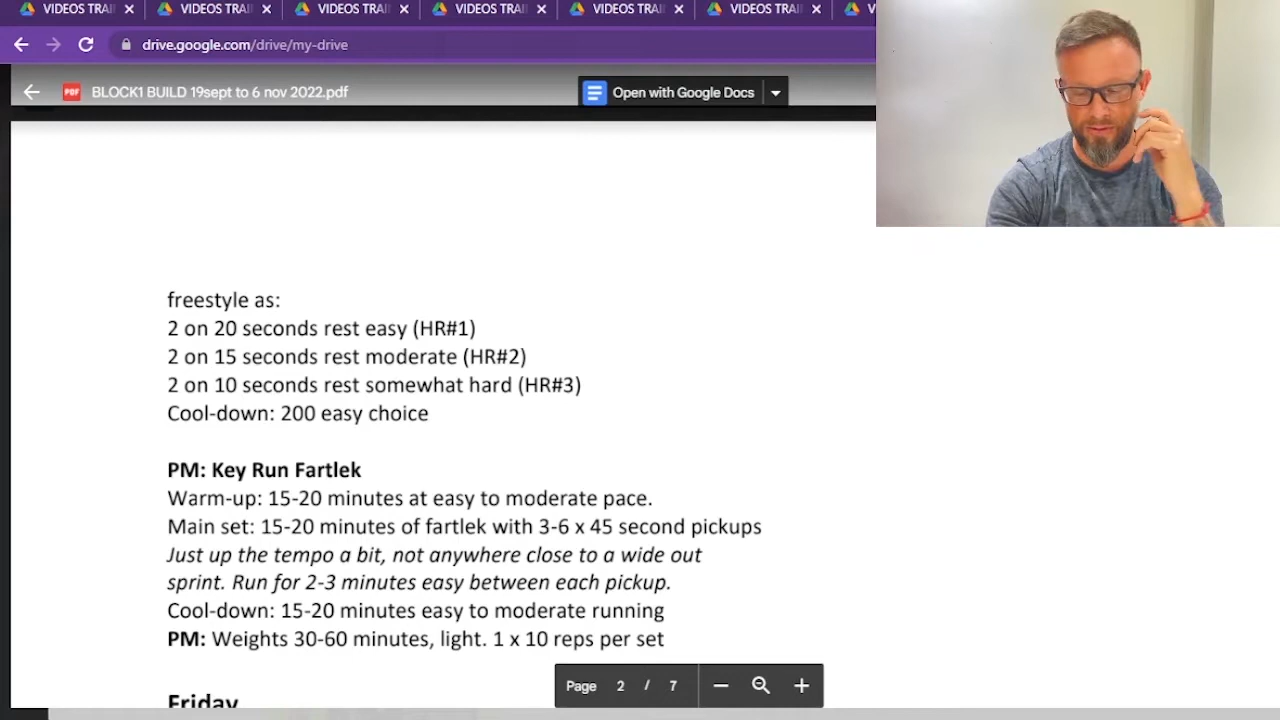 VIDEOS TRAI VIDEOS TRAI VIDEOS TRAI VIDEOS TRAI VIDEOS TRAI VIDEOS TRAI V
drive.google.com/drive/my-drive
PDF BLOCK1 BUILD 19sept to 6 nov 2022.pdf Open with Google Docs
freestyle as:
2 on 20 seconds rest easy (HR#1)
2 on 15 seconds rest moderate (HR#2)
2 on 10 seconds rest somewhat hard (HR#3)
Cool-down: 200 easy choice
PM: Key Run Fartlek
Warm-up: 15-20 minutes at easy to moderate pace.
Main set: 15-20 minutes of fartlek with 3-6 x 45 second pickups
Just up the tempo a bit, not anywhere close to a wide out
sprint. Run for 2-3 minutes easy between each pickup.
Cool-down: 15-20 minutes easy to moderate running
PM: Weights 30-60 minutes, light. 1 x 10 reps per set
Friday
Page 2 / 7